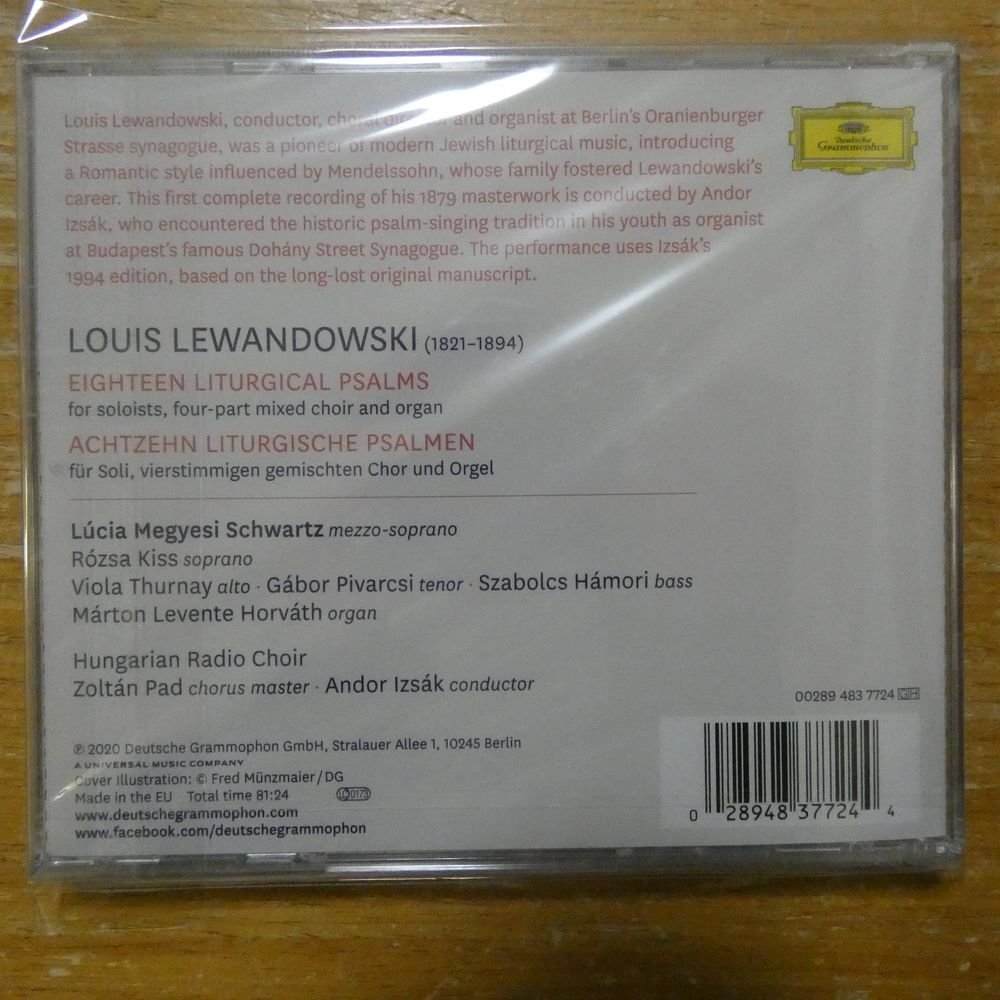 Louis Lewandowski, conductor, choral director and organist at Berlin's Oranienburger
Strasse synagogue, was a pioneer of modern Jewish liturgical music, introducing
a Romantic style influenced by Mendelssohn, whose family fostered Lewandowski's
career. This first complete recording of his 1879 masterwork is conducted by Andor
Izsák, who encountered the historic psalm-singing tradition in his youth as organist
at Budapest's famous Dohány Street Synagogue. The performance uses Izsák's
1994 edition, based on the long-lost original manuscript.
Deutsche
Grammophon
LOUIS LEWANDOWSKI (1821–1894)
EIGHTEEN LITURGICAL PSALMS
for soloists, four-part mixed choir and organ
ACHTZEHN LITURGISCHE PSALMEN
für Soli, vierstimmigen gemischten Chor und Orgel
Lúcia Megyesi Schwartz mezzo-soprano
Rózsa Kiss soprano
Viola Thurnay alto · Gábor Pivarcsi tenor · Szabolcs Hámori bass
Márton Levente Horváth organ
Hungarian Radio Choir
Zoltán Pad chorus master · Andor Izsák conductor
00289 483 7724 GH
℗ 2020 Deutsche Grammophon GmbH, Stralauer Allee 1, 10245 Berlin
A UNIVERSAL MUSIC COMPANY
Cover Illustration: © Fred Münzmaier / DG
Made in the EU Total time 81:24 LC 0173
www.deutschegrammophon.com
www.facebook.com/deutschegrammophon
0 28948 37724 4